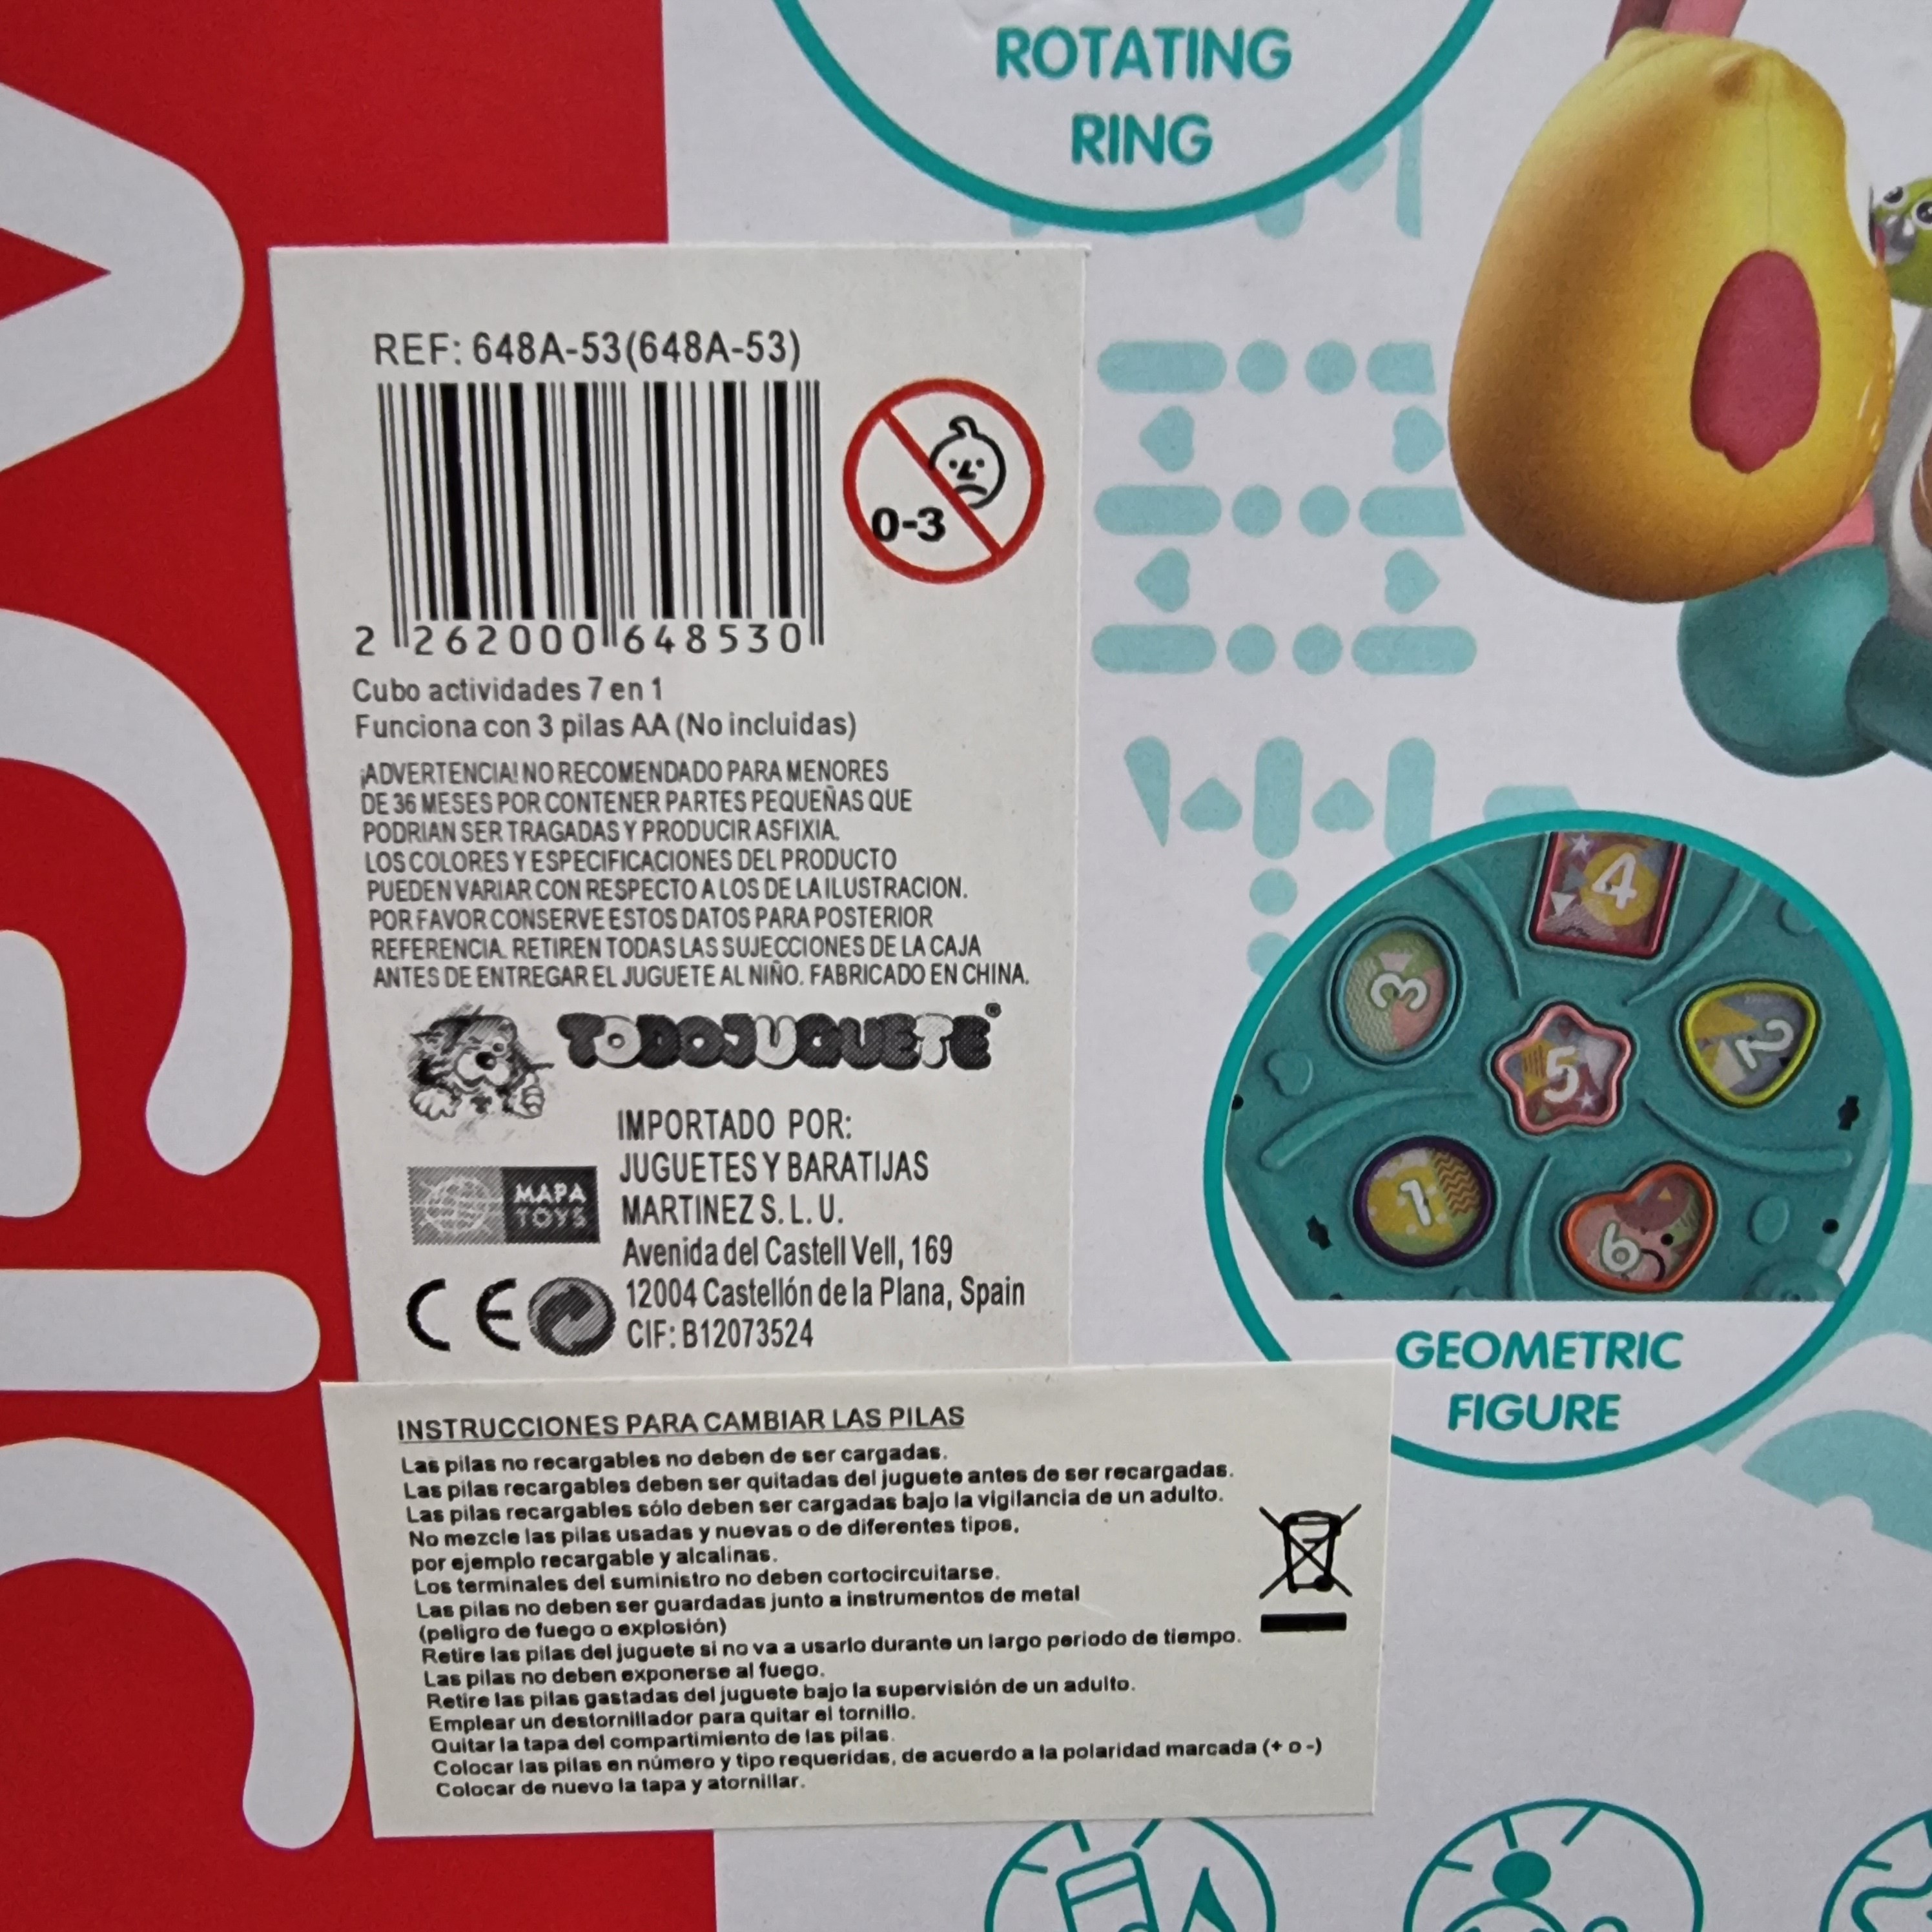 ROTATING
RING
REF: 648A-53(648A-53)
0-3
2 262000 648530
Cubo actividades 7 en 1
Funciona con 3 pilas AA (No incluidas)
¡ADVERTENCIA! NO RECOMENDADO PARA MENORES
DE 36 MESES POR CONTENER PARTES PEQUEÑAS QUE
PODRIAN SER TRAGADAS Y PRODUCIR ASFIXIA.
LOS COLORES Y ESPECIFICACIONES DEL PRODUCTO
PUEDEN VARIAR CON RESPECTO A LOS DE LA ILUSTRACION.
POR FAVOR CONSERVE ESTOS DATOS PARA POSTERIOR
REFERENCIA. RETIREN TODAS LAS SUJECCIONES DE LA CAJA
ANTES DE ENTREGAR EL JUGUETE AL NIÑO. FABRICADO EN CHINA.
TODOJUGUETE®
MAPA
TOYS
IMPORTADO POR:
JUGUETES Y BARATIJAS
MARTINEZ S. L. U.
Avenida del Castell Vell, 169
12004 Castellón de la Plana, Spain
CIF: B12073524
CE
4
3
2
5
1
6
GEOMETRIC
FIGURE
INSTRUCCIONES PARA CAMBIAR LAS PILAS
Las pilas no recargables no deben de ser cargadas.
Las pilas recargables deben ser quitadas del juguete antes de ser recargadas.
Las pilas recargables sólo deben ser cargadas bajo la vigilancia de un adulto.
No mezcle las pilas usadas y nuevas o de diferentes tipos,
por ejemplo recargable y alcalinas.
Los terminales del suministro no deben cortocircuitarse.
Las pilas no deben ser guardadas junto a instrumentos de metal
(peligro de fuego o explosión)
Retire las pilas del juguete si no va a usarlo durante un largo periodo de tiempo.
Las pilas no deben exponerse al fuego.
Retire las pilas gastadas del juguete bajo la supervisión de un adulto.
Emplear un destornillador para quitar el tornillo.
Quitar la tapa del compartimiento de las pilas.
Colocar las pilas en número y tipo requeridas, de acuerdo a la polaridad marcada (+ o -)
Colocar de nuevo la tapa y atornillar.